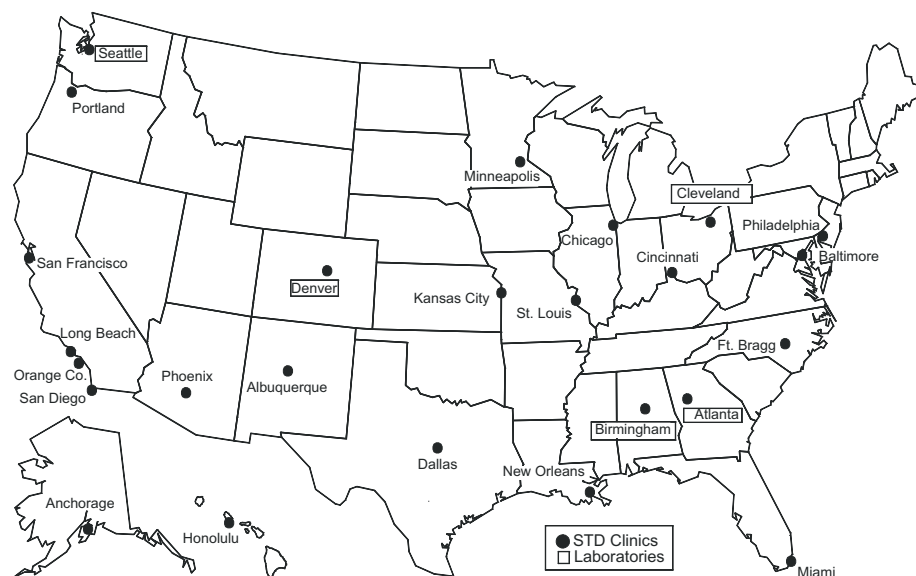 Seattle
Portland
Minneapolis
Cleveland
Philadelphia
Chicago
Cincinnati
Baltimore
San Francisco
Denver
Kansas City
St. Louis
Long Beach
Ft. Bragg
Orange Co.
Phoenix
Albuquerque
San Diego
Atlanta
Birmingham
Dallas
New Orleans
Anchorage
Honolulu
STD Clinics
Laboratories
Miami